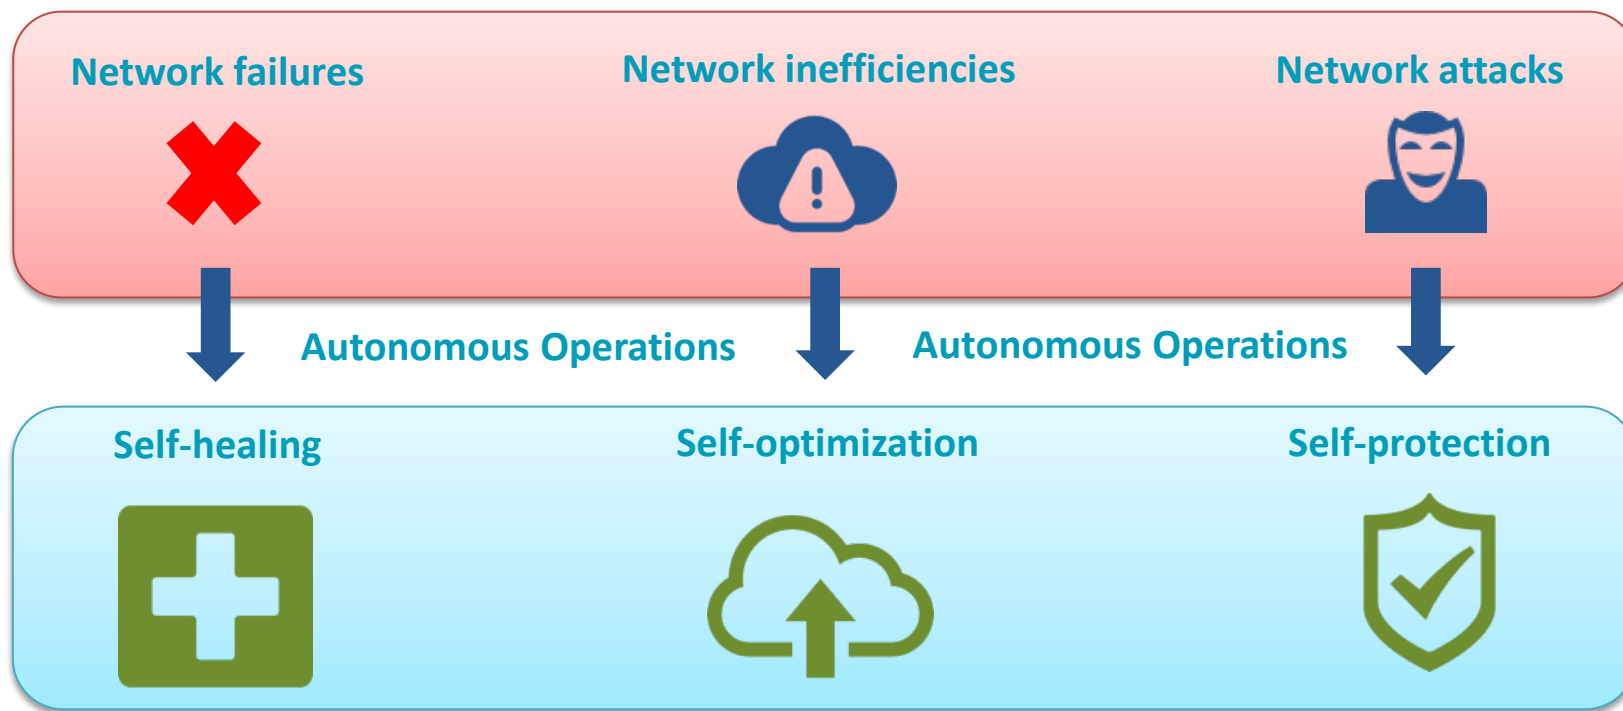 Network failures
Network inefficiencies
Network attacks
Autonomous Operations
Autonomous Operations
Self-healing
Self-optimization
Self-protection